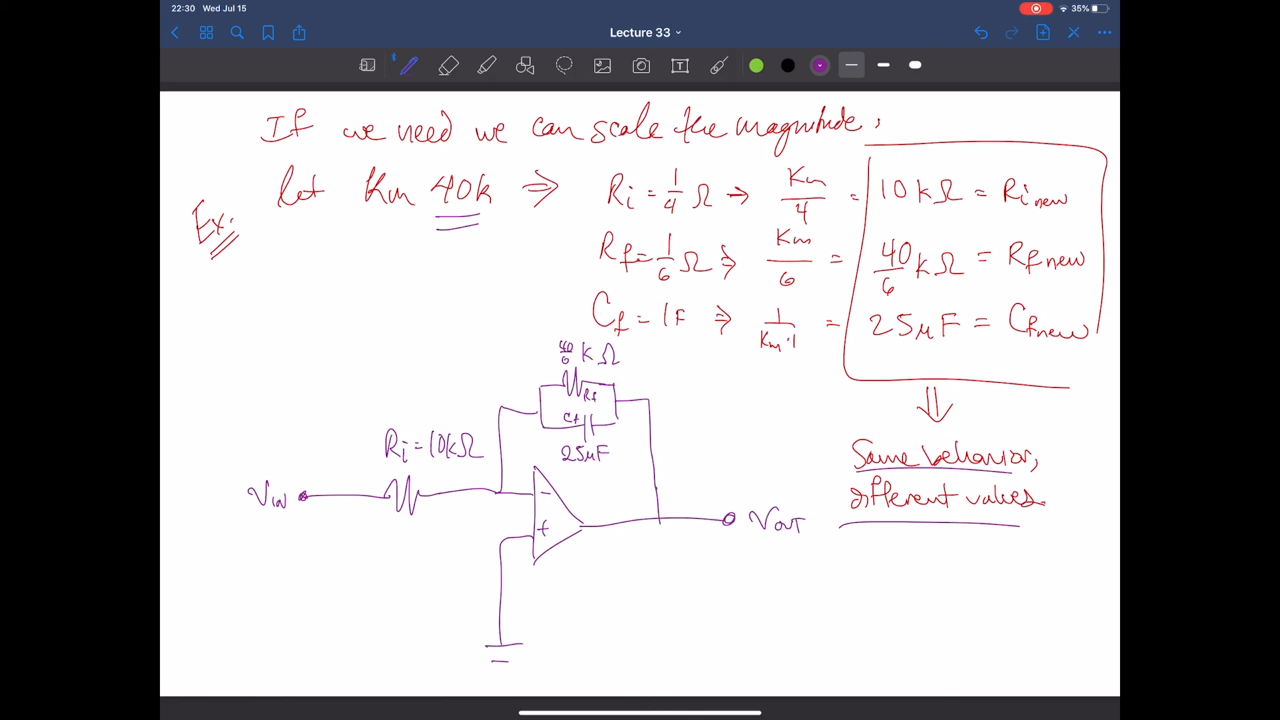 22:30 Wed Jul 15
35%
Lecture 33
If we need we can scale the magnitude,
Ex:
let Km 40k ⇒ Ri = 1/4 Ω → Km/4 = 10 kΩ = Ri new
Rf = 1/6 Ω ⇒ Km/6 = 40/6 kΩ = Rf new
Cf = 1F ⇒ 1/Km·1 = 25μF = Cf new
40/6 kΩ
Rf
Cf
25μF
Ri = 10kΩ
Same behavior,
different values.
VIN
VOUT
−
+